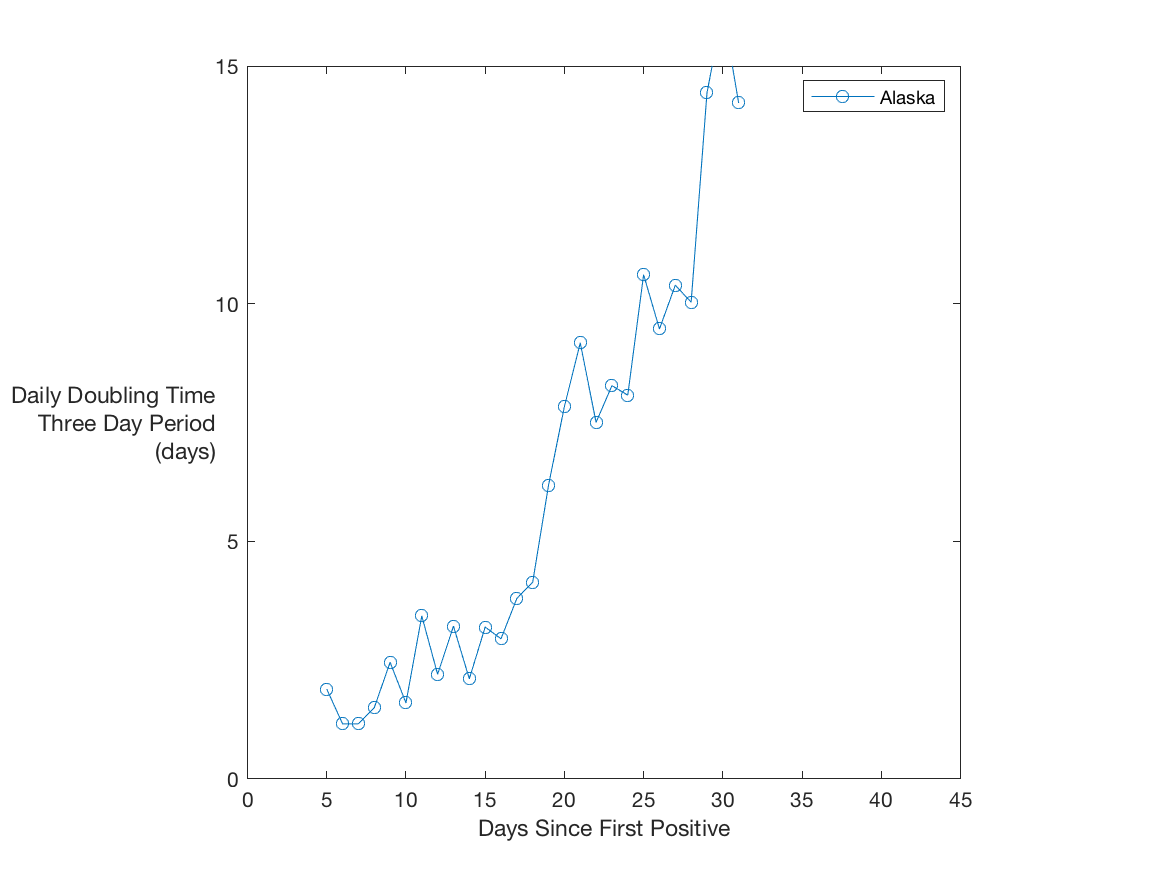 15
10
5
0
Daily Doubling Time
Three Day Period
(days)
Alaska
0 5 10 15 20 25 30 35 40 45
Days Since First Positive